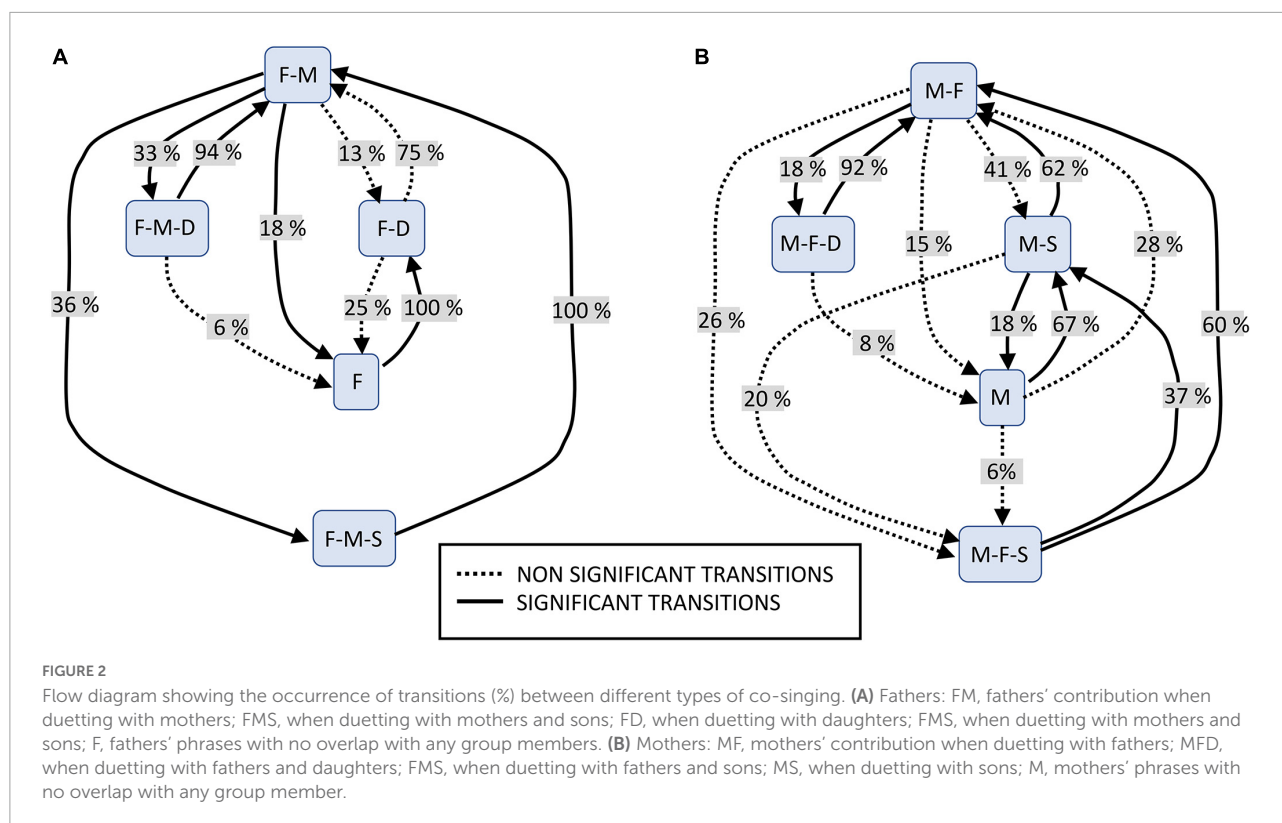 A
F-M
33 %
94 %
13 %
75 %
F-M-D
F-D
18 %
36 %
6 %
25 %
100 %
100 %
F
F-M-S
B
M-F
18 %
92 %
41 %
62 %
M-F-D
M-S
15 %
28 %
26 %
8 %
18 %
67 %
60 %
20 %
M
37 %
6%
M-F-S
NON SIGNIFICANT TRANSITIONS
SIGNIFICANT TRANSITIONS
FIGURE 2
Flow diagram showing the occurrence of transitions (%) between different types of co-singing. (A) Fathers: FM, fathers' contribution when
duetting with mothers; FMS, when duetting with mothers and sons; FD, when duetting with daughters; FMS, when duetting with mothers and
sons; F, fathers' phrases with no overlap with any group members. (B) Mothers: MF, mothers' contribution when duetting with fathers; MFD,
when duetting with fathers and daughters; FMS, when duetting with fathers and sons; MS, when duetting with sons; M, mothers' phrases with
no overlap with any group member.